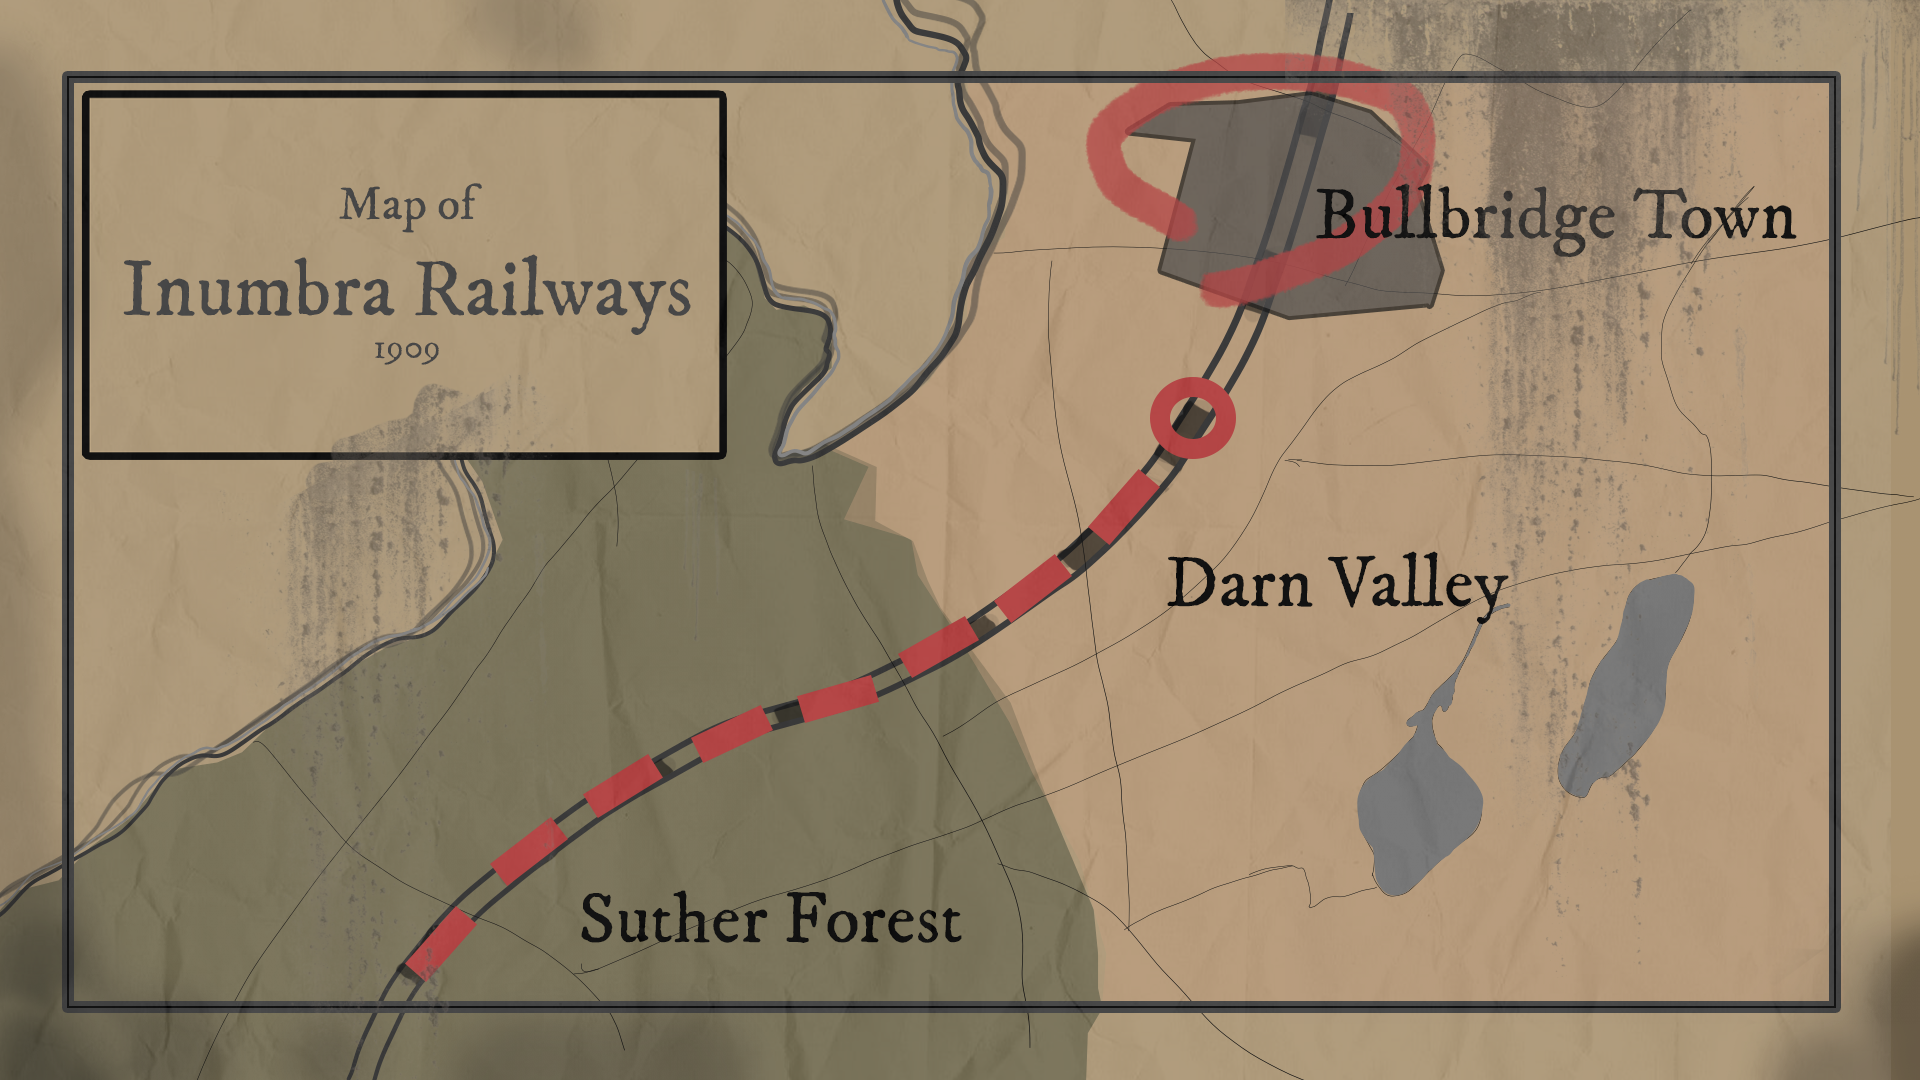 Map of
Inumbra Railways
1909
Bullbridge Town
Darn Valley
Suther Forest